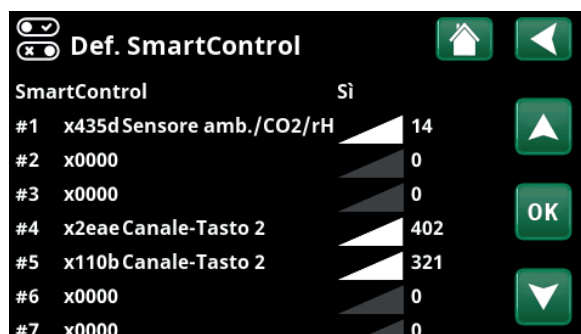 Def. SmartControl
SmartControl Sì
#1 x435d Sensore amb./CO2/rH 14
#2 x0000 0
#3 x0000 0
#4 x2eae Canale-Tasto 2 402
OK
#5 x110b Canale-Tasto 2 321
#6 x0000 0
#7 x0000 0